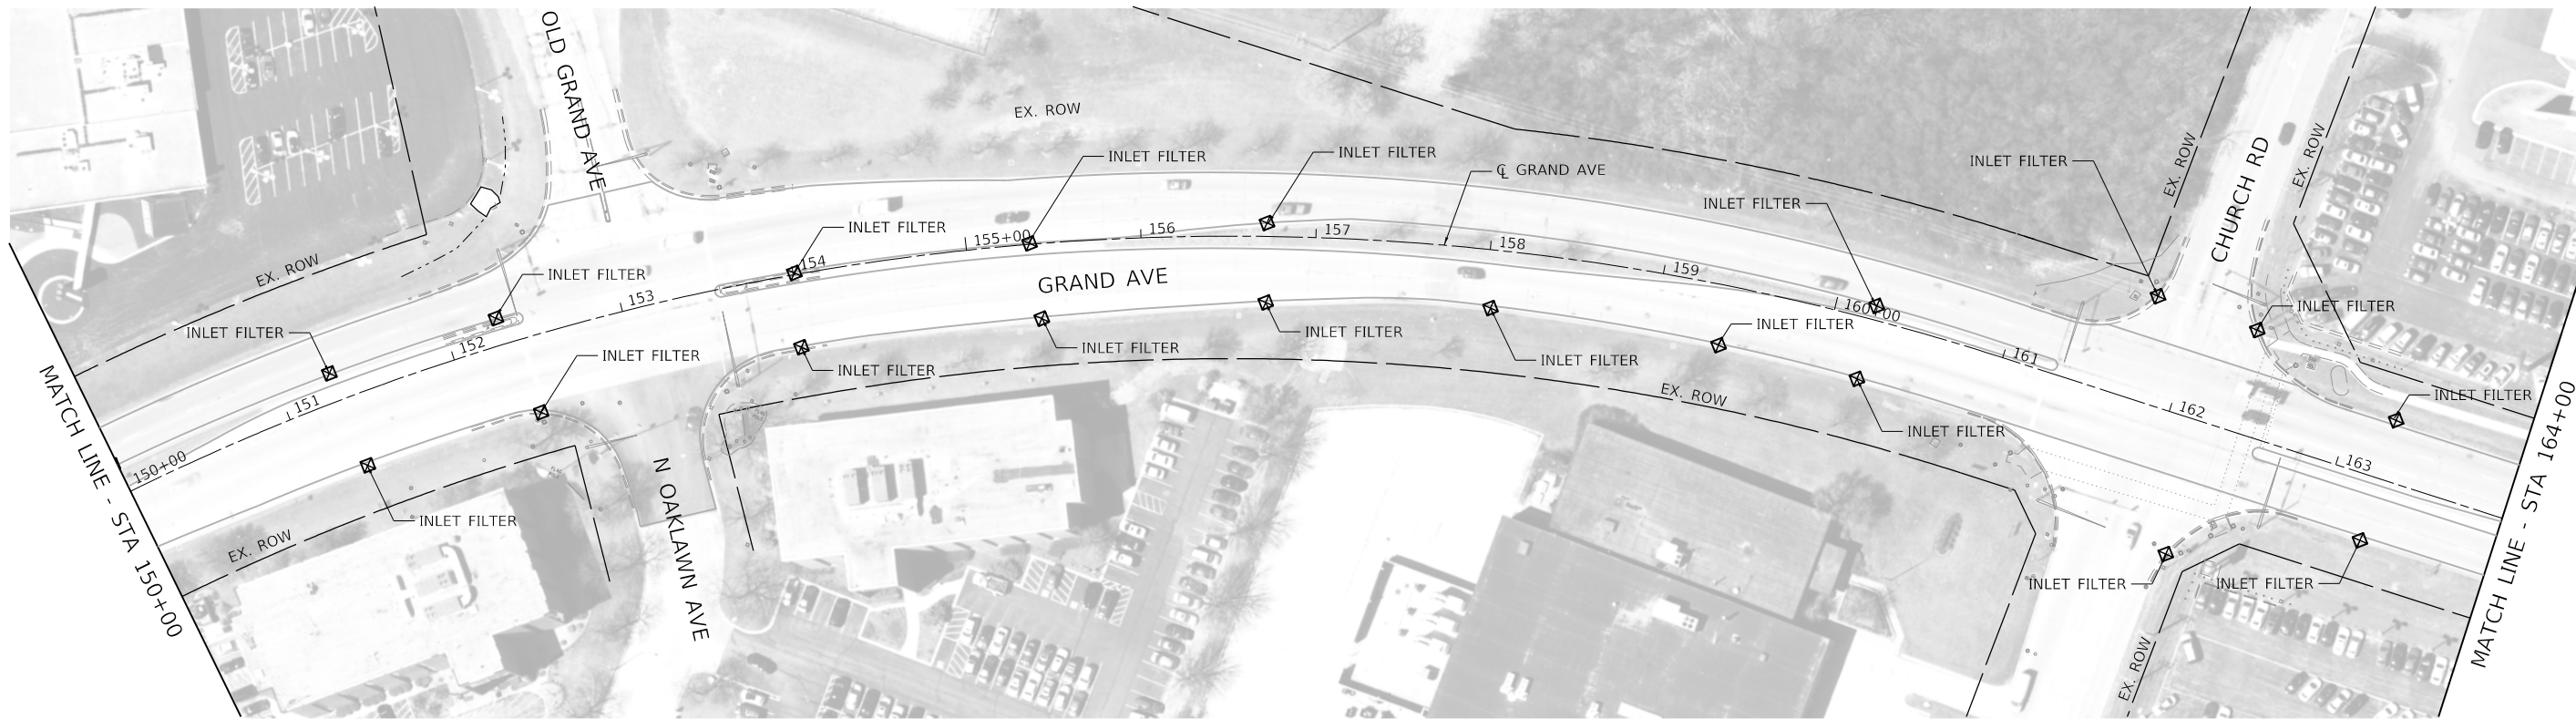 OLD GRAND AVE
EX. ROW
INLET FILTER
INLET FILTER
℄ GRAND AVE
INLET FILTER
EX. ROW
EX. ROW
CHURCH RD
INLET FILTER
INLET FILTER
155+00
156
157
158
154
159
EX. ROW
INLET FILTER
153
GRAND AVE
160+00
INLET FILTER
INLET FILTER
152
INLET FILTER
INLET FILTER
INLET FILTER
INLET FILTER
161
INLET FILTER
INLET FILTER
151
EX. ROW
INLET FILTER
162
INLET FILTER
150+00
163
INLET FILTER
EX. ROW
N OAKLAWN AVE
INLET FILTER
INLET FILTER
EX. ROW
MATCH LINE - STA 150+00
MATCH LINE - STA 164+00